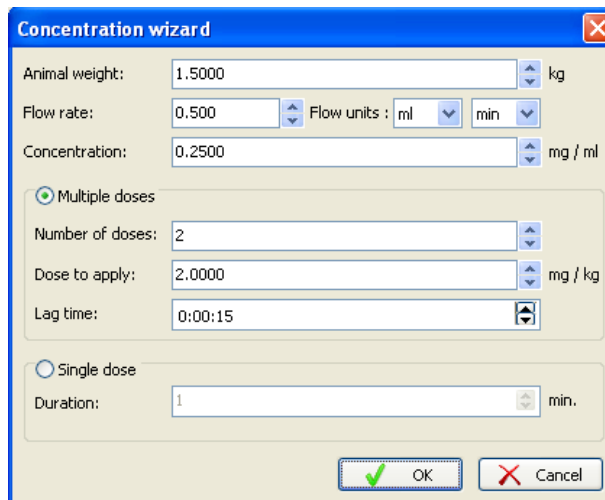 Concentration wizard
Animal weight: 1.5000 kg
Flow rate: 0.500 Flow units : ml min
Concentration: 0.2500 mg / ml
Multiple doses
Number of doses: 2
Dose to apply: 2.0000 mg / kg
Lag time: 0:00:15
Single dose
Duration: 1 min.
OK Cancel